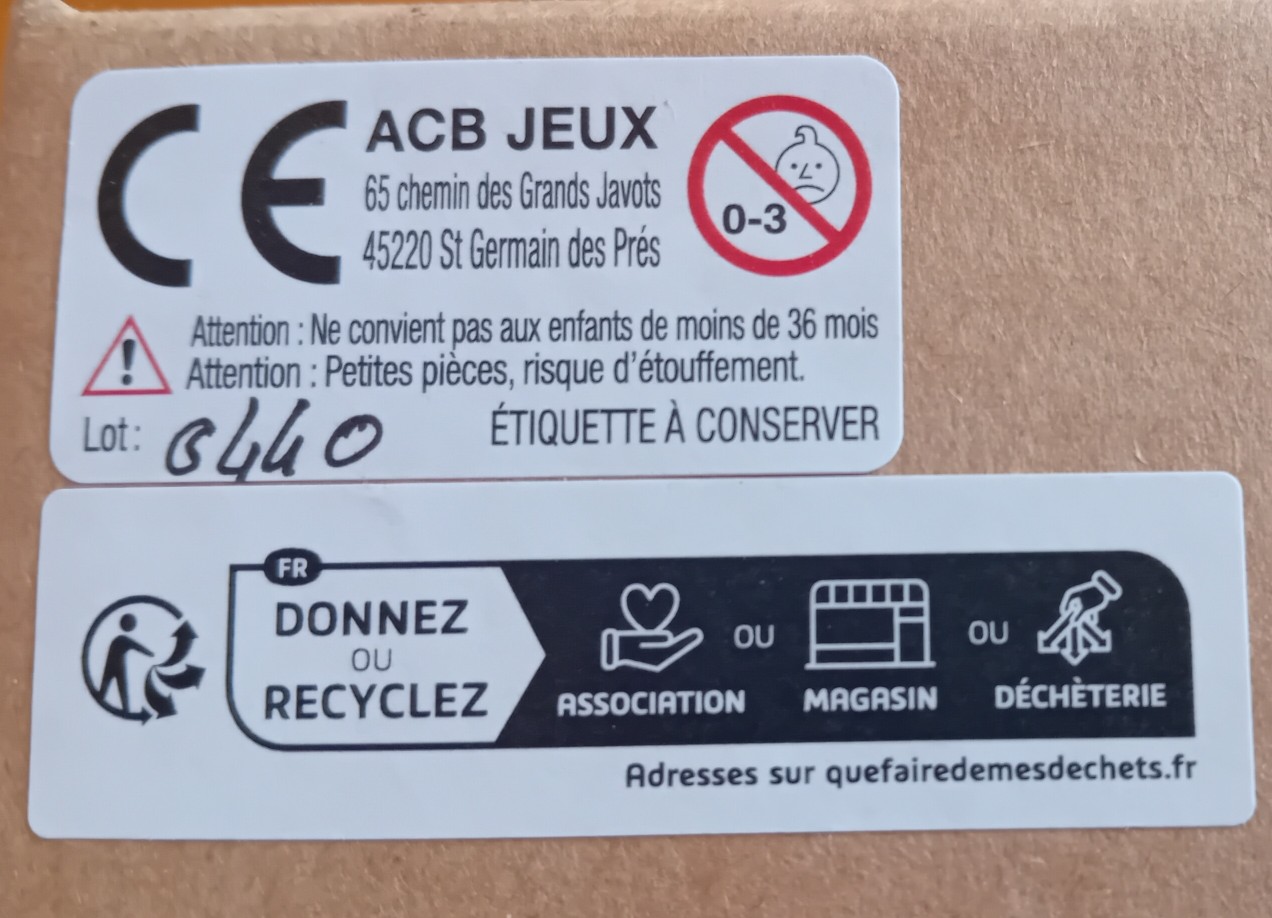 CE ACB JEUX
65 chemin des Grands Javots
45220 St Germain des Prés
0-3
Attention : Ne convient pas aux enfants de moins de 36 mois
Attention : Petites pièces, risque d'étouffement.
Lot: B440 ÉTIQUETTE À CONSERVER
FR
DONNEZ
OU
RECYCLEZ
ASSOCIATION OU MAGASIN OU DÉCHÈTERIE
Adresses sur quefairedemesdechets.fr